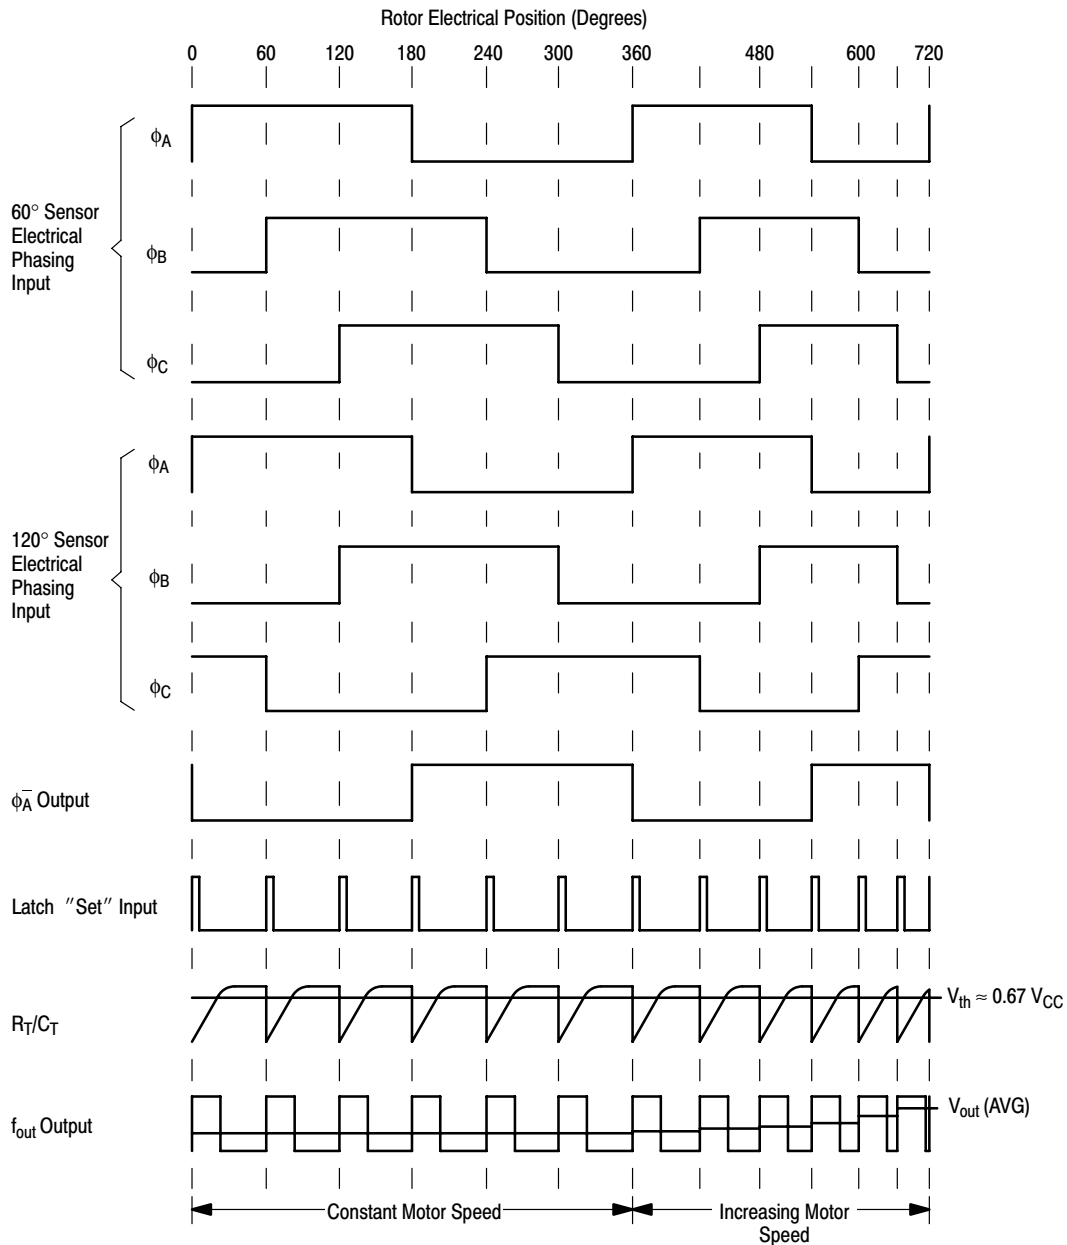 Rotor Electrical Position (Degrees)
0 60 120 180 240 300 360 480 600 720
ϕA
60° Sensor
Electrical
Phasing
Input
ϕB
ϕC
ϕA
120° Sensor
Electrical
Phasing
Input
ϕB
ϕC
ϕA̅ Output
Latch ″Set″ Input
Vth ≈ 0.67 VCC
RT/CT
Vout (AVG)
fout Output
Constant Motor Speed
Increasing Motor
Speed